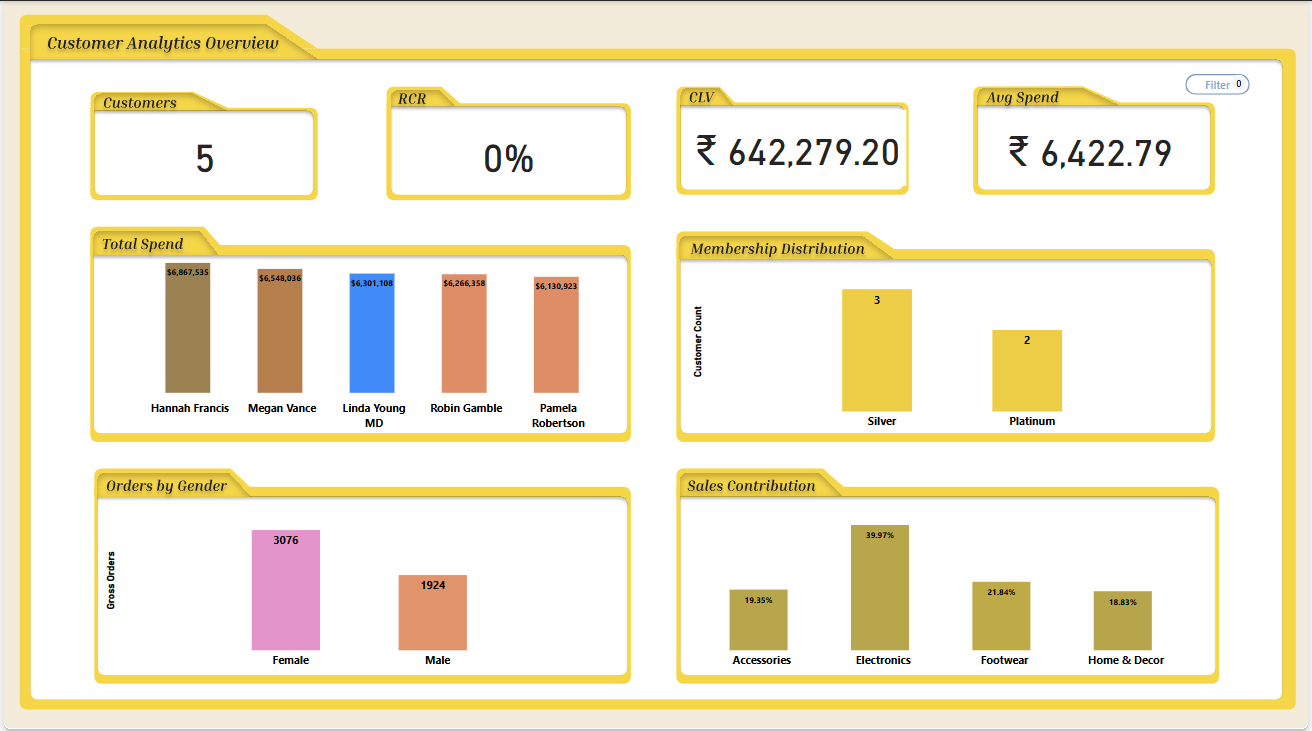 Customer Analytics Overview
Filter 0
Customers
5
RCR
0%
CLV
₹ 642,279.20
Avg Spend
₹ 6,422.79
Total Spend
$6,867,535
$6,548,036
$6,301,108
$6,266,358
$6,130,923
Hannah Francis
Megan Vance
Linda Young
MD
Robin Gamble
Pamela
Robertson
Membership Distribution
Customer Count
3
2
Silver
Platinum
Orders by Gender
Gross Orders
3076
1924
Female
Male
Sales Contribution
19.35%
39.97%
21.84%
18.83%
Accessories
Electronics
Footwear
Home & Decor